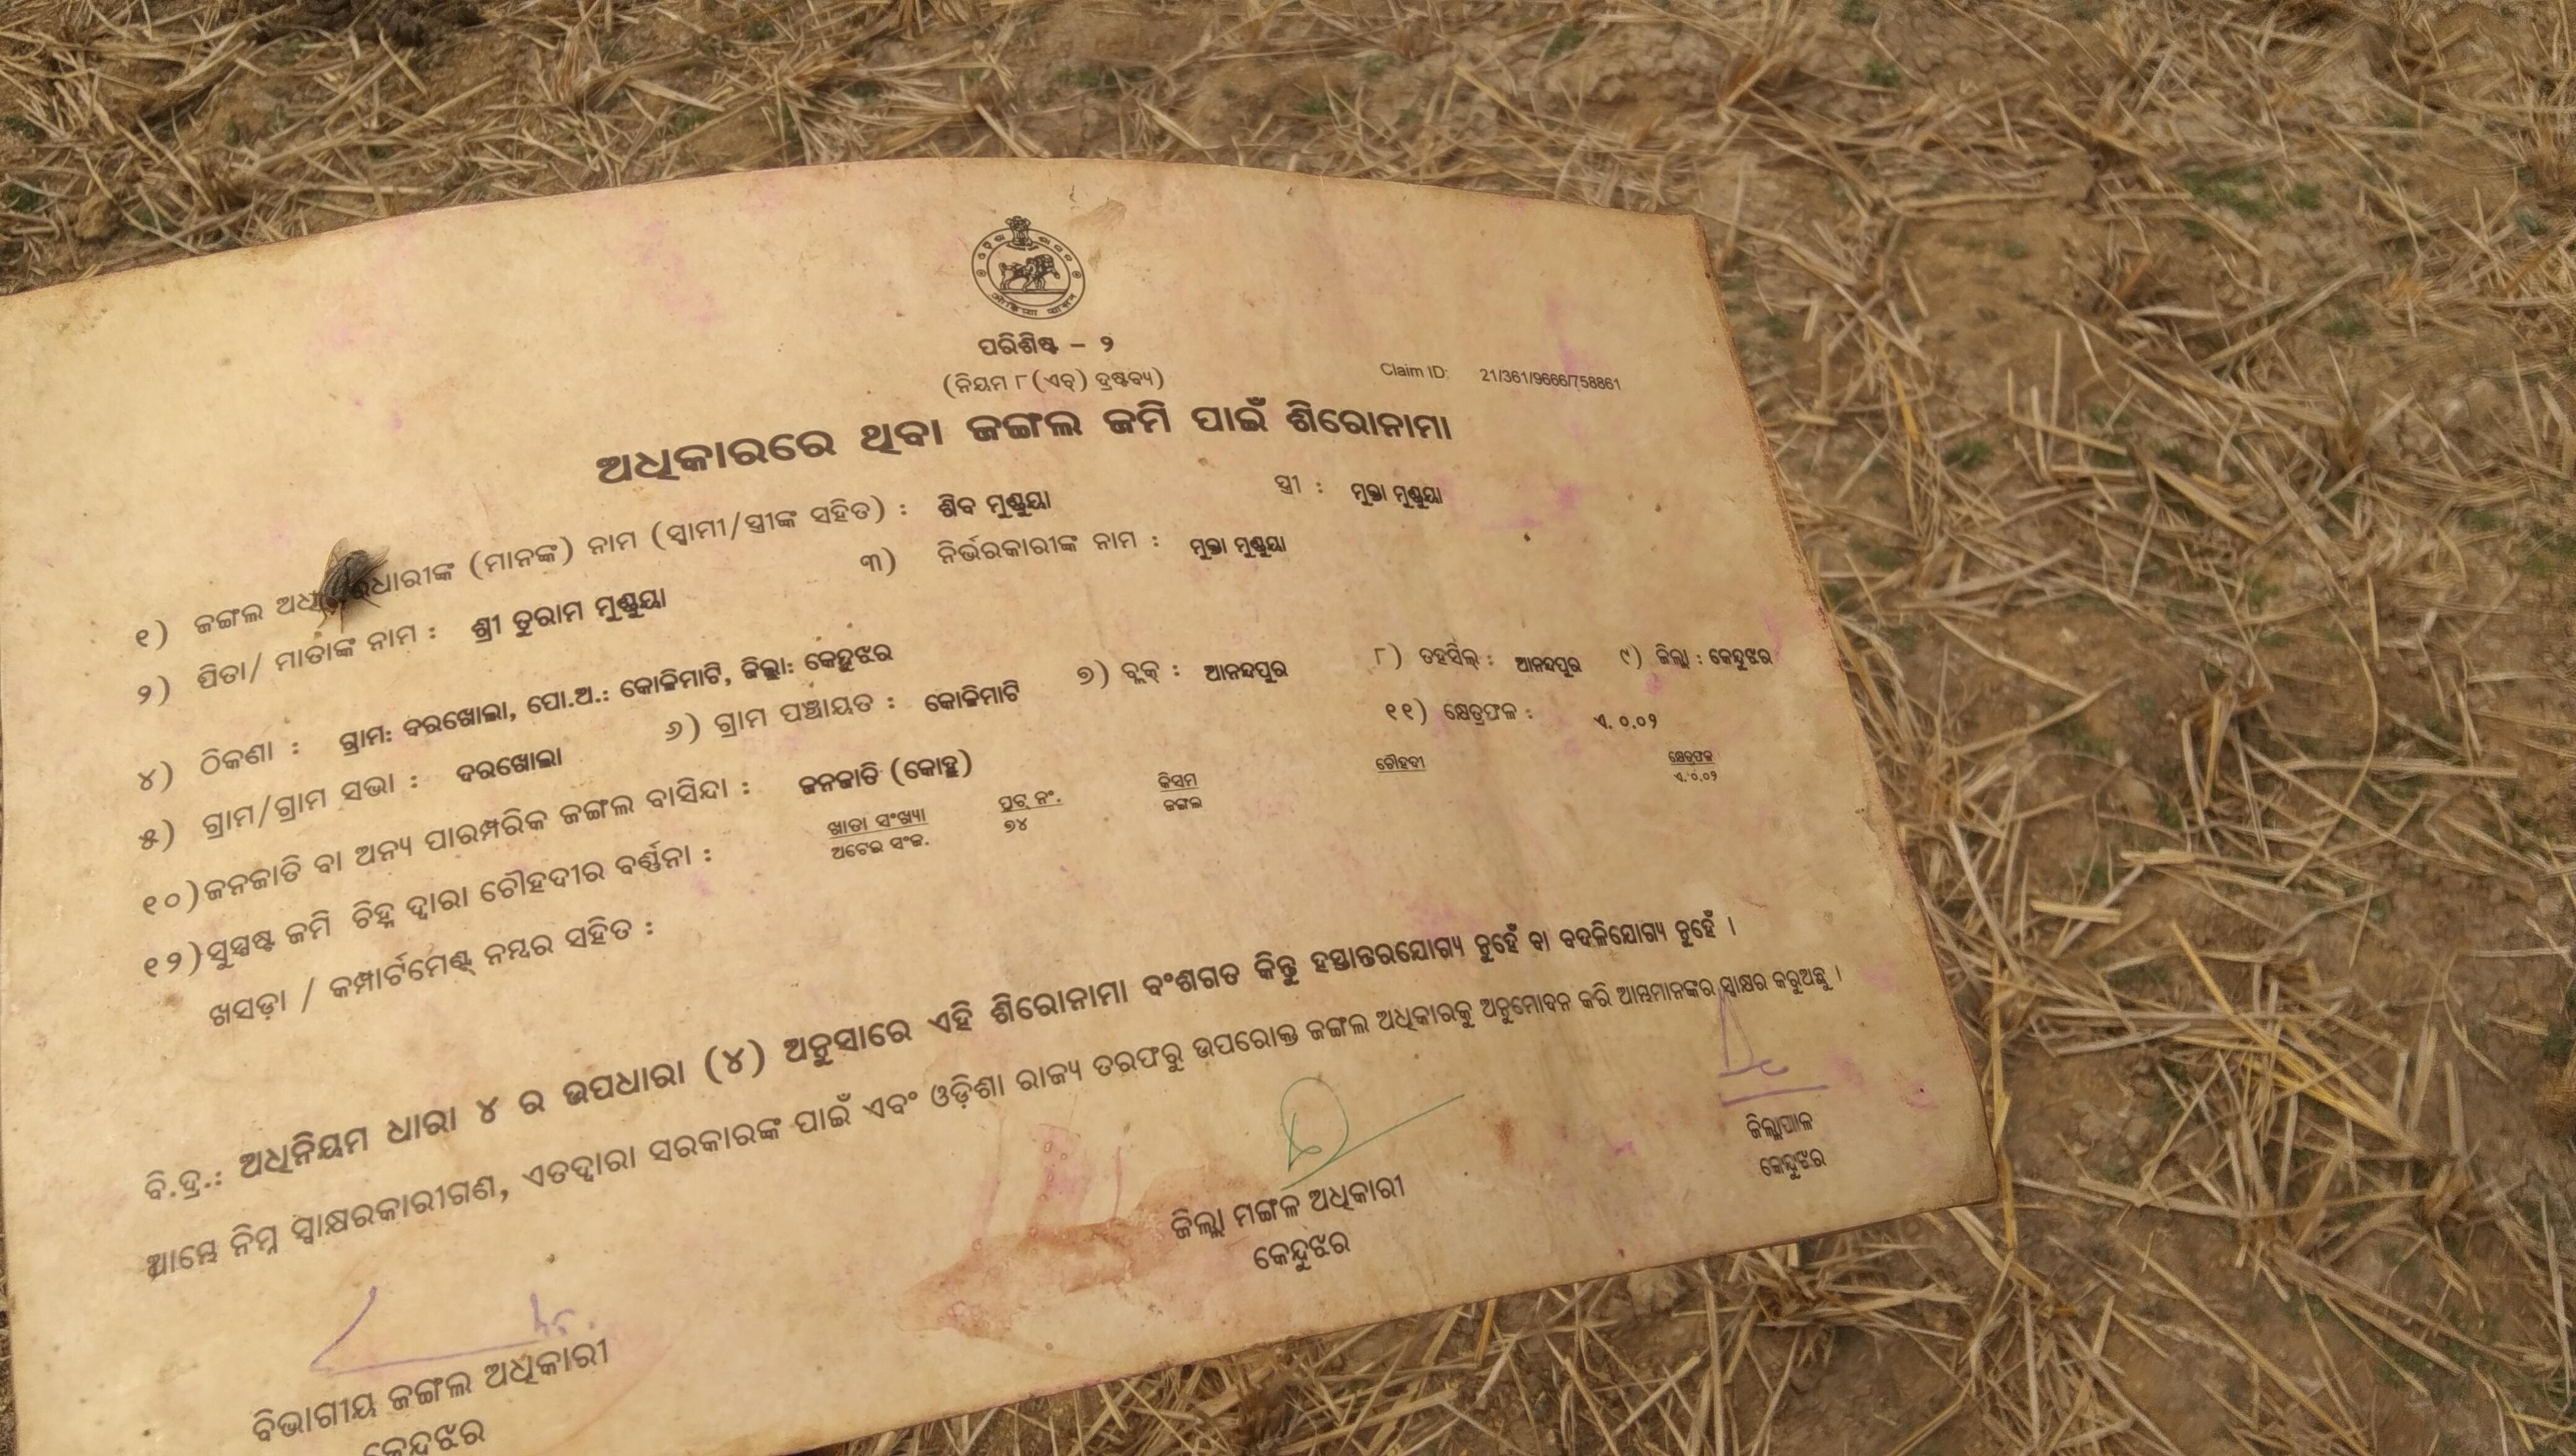 ପରିଶିଷ୍ଟ – ୨
(ନିୟମ ୮(ଏଚ୍) ଦ୍ରଷ୍ଟବ୍ୟ)
Claim ID: 21/361/9666/758861
ଅଧିକାରରେ ଥିବା ଜଙ୍ଗଲ ଜମି ପାଇଁ ଶିରୋନାମା
୧) ଜଙ୍ଗଲ (ମାନଙ୍କ) ନାମ (ସ୍ୱାମୀ/ସ୍ତ୍ରୀଙ୍କ ସହିତ) : ଶିବ ମୁଣ୍ଡୁୟା ସ୍ତ୍ରୀ : ମୁକ୍ତା ମୁଣ୍ଡୁୟା
୨) ପିତା/ ମାତାଙ୍କ ନାମ : ଶ୍ରୀ ତୁରାମ ମୁଣ୍ଡୁୟା ୩) ନିର୍ଭରକାରୀଙ୍କ ନାମ : ମୁକ୍ତା ମୁଣ୍ଡୁୟା
୪) ଠିକଣା : ଗ୍ରାମ: ଦରଖୋଲା, ପୋ.ଅ.: କୋଳିମାଟି, ଜିଲ୍ଲା: କେନ୍ଦୁଝର
୫) ଗ୍ରାମ/ଗ୍ରାମ ସଭା : ଦରଖୋଲା ୬) ଗ୍ରାମ ପଞ୍ଚାୟତ : କୋଳିମାଟି ୭) ବ୍ଲକ୍ : ଆନନ୍ଦପୁର ୮) ତହସିଲ୍ : ଆନନ୍ଦପୁର ୯) ଜିଲ୍ଲା : କେନ୍ଦୁଝର
୧୦) ଜନଜାତି ବା ଅନ୍ୟ ପାରମ୍ପରିକ ଜଙ୍ଗଲ ବାସିନ୍ଦା : ଜନଜାତି (କୋହ୍ଲ) ୧୧) କ୍ଷେତ୍ରଫଳ : ଏ. ୦.୦୨
୧୨) ସୁସ୍ପଷ୍ଟ ଜମି ଚିହ୍ନ ଦ୍ୱାରା ଚୌହଦୀର ବର୍ଣ୍ଣନା : ଖାତା ସଂଖ୍ୟା ପ୍ଲଟ୍ ନଂ. କିସମ ଚୌହଦୀ କ୍ଷେତ୍ରଫଳ
୭୪ ଜଙ୍ଗଲ ଏ.୦.୦୨
ଖସଡ଼ା / କମ୍ପାର୍ଟମେଣ୍ଟ୍ ନମ୍ବର ସହିତ :
ବି.ଦ୍ର.: ଅଧିନିୟମ ଧାରା ୪ ର ଉପଧାରା (୪) ଅନୁସାରେ ଏହି ଶିରୋନାମା ବଂଶଗତ କିନ୍ତୁ ହସ୍ତାନ୍ତରଯୋଗ୍ୟ ନୁହେଁ ବା ବଦଳିଯୋଗ୍ୟ ନୁହେଁ ।
ଆମ୍ଭେ ନିମ୍ନ ସ୍ୱାକ୍ଷରକାରୀଗଣ, ଏତଦ୍ୱାରା ସରକାରଙ୍କ ପାଇଁ ଏବଂ ଓଡ଼ିଶା ରାଜ୍ୟ ତରଫରୁ ଉପରୋକ୍ତ ଜଙ୍ଗଲ ଅଧିକାରକୁ ଅନୁମୋଦନ କରି ଆମ୍ଭମାନଙ୍କର ସ୍ୱାକ୍ଷର କରୁଅଛୁ ।
ବିଭାଗୀୟ ଜଙ୍ଗଲ ଅଧିକାରୀ
କେନ୍ଦୁଝର
ଜିଲ୍ଲା ମଙ୍ଗଳ ଅଧିକାରୀ
କେନ୍ଦୁଝର
ଜିଲ୍ଲାପାଳ
କେନ୍ଦୁଝର